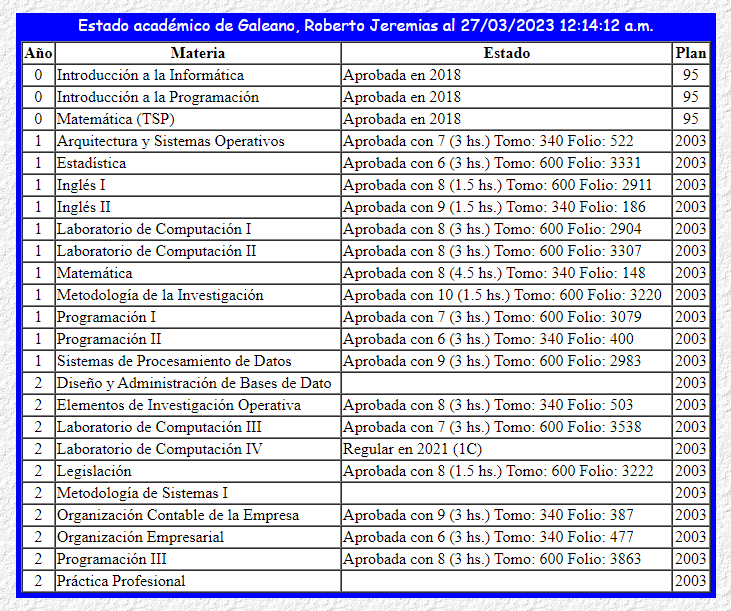 Estado académico de Galeano, Roberto Jeremias al 27/03/2023 12:14:12 a.m.
Año Materia Estado Plan
0 Introducción a la Informática Aprobada en 2018 95
0 Introducción a la Programación Aprobada en 2018 95
0 Matemática (TSP) Aprobada en 2018 95
1 Arquitectura y Sistemas Operativos Aprobada con 7 (3 hs.) Tomo: 340 Folio: 522 2003
1 Estadística Aprobada con 6 (3 hs.) Tomo: 600 Folio: 3331 2003
1 Inglés I Aprobada con 8 (1.5 hs.) Tomo: 600 Folio: 2911 2003
1 Inglés II Aprobada con 9 (1.5 hs.) Tomo: 340 Folio: 186 2003
1 Laboratorio de Computación I Aprobada con 8 (3 hs.) Tomo: 600 Folio: 2904 2003
1 Laboratorio de Computación II Aprobada con 8 (3 hs.) Tomo: 600 Folio: 3307 2003
1 Matemática Aprobada con 8 (4.5 hs.) Tomo: 340 Folio: 148 2003
1 Metodología de la Investigación Aprobada con 10 (1.5 hs.) Tomo: 600 Folio: 3220 2003
1 Programación I Aprobada con 7 (3 hs.) Tomo: 600 Folio: 3079 2003
1 Programación II Aprobada con 6 (3 hs.) Tomo: 340 Folio: 400 2003
1 Sistemas de Procesamiento de Datos Aprobada con 9 (3 hs.) Tomo: 600 Folio: 2983 2003
2 Diseño y Administración de Bases de Dato 2003
2 Elementos de Investigación Operativa Aprobada con 8 (3 hs.) Tomo: 340 Folio: 503 2003
2 Laboratorio de Computación III Aprobada con 7 (3 hs.) Tomo: 600 Folio: 3538 2003
2 Laboratorio de Computación IV Regular en 2021 (1C) 2003
2 Legislación Aprobada con 8 (1.5 hs.) Tomo: 600 Folio: 3222 2003
2 Metodología de Sistemas I 2003
2 Organización Contable de la Empresa Aprobada con 9 (3 hs.) Tomo: 340 Folio: 387 2003
2 Organización Empresarial Aprobada con 6 (3 hs.) Tomo: 340 Folio: 477 2003
2 Programación III Aprobada con 8 (3 hs.) Tomo: 600 Folio: 3863 2003
2 Práctica Profesional 2003